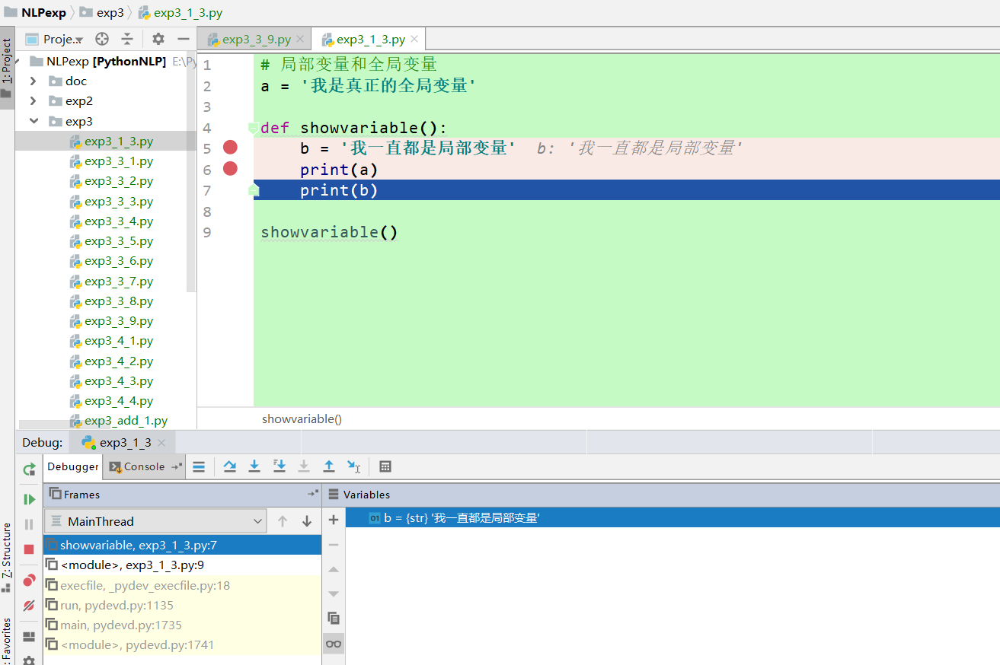 NLPexp exp3 exp3_1_3.py
1: Project
Proje..
exp3_3_9.py exp3_1_3.py
NLPexp [PythonNLP] E:\Py
doc
exp2
exp3
exp3_1_3.py
exp3_3_1.py
exp3_3_2.py
exp3_3_3.py
exp3_3_4.py
exp3_3_5.py
exp3_3_6.py
exp3_3_7.py
exp3_3_8.py
exp3_3_9.py
exp3_4_1.py
exp3_4_2.py
exp3_4_3.py
exp3_4_4.py
exp3_add_1.py
1 # 局部变量和全局变量
2 a = '我是真正的全局变量'
3
4 def showvariable():
5 b = '我一直都是局部变量' b: '我一直都是局部变量'
6 print(a)
7 print(b)
8
9 showvariable()
showvariable()
Debug: exp3_1_3
Debugger Console
Frames
MainThread
showvariable, exp3_1_3.py:7
<module>, exp3_1_3.py:9
execfile, _pydev_execfile.py:18
run, pydevd.py:1135
main, pydevd.py:1735
<module>, pydevd.py:1741
Variables
01 b = {str} '我一直都是局部变量'
7: Structure
: Favorites